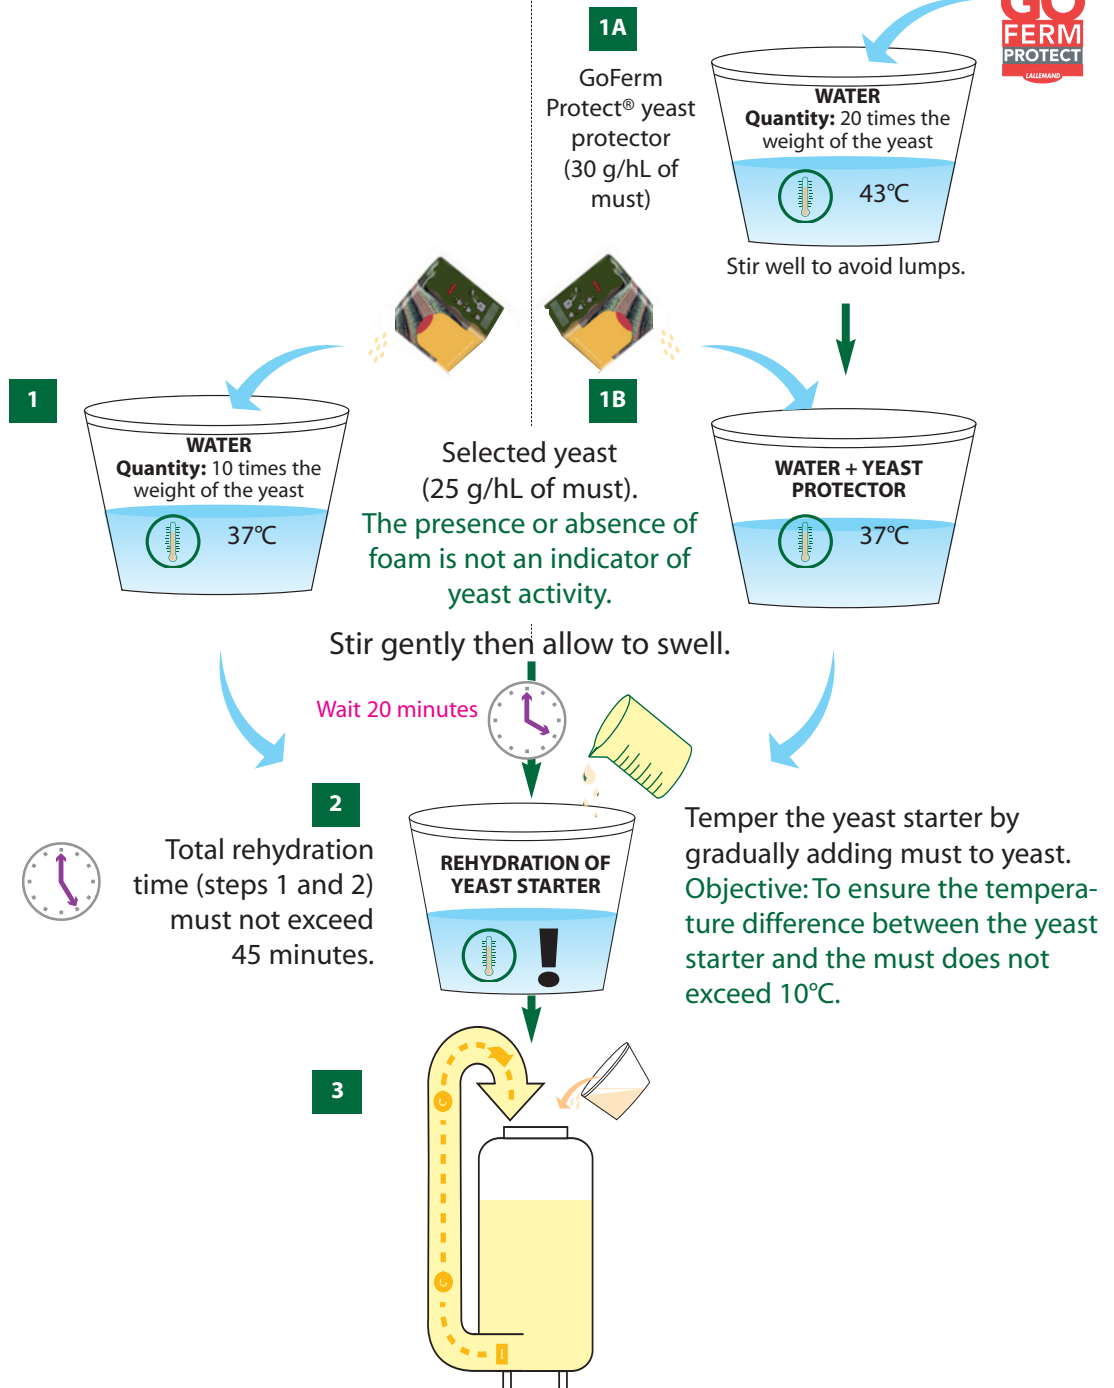 GO
FERM
PROTECT
LALLEMAND
1A
GoFerm
Protect® yeast
protector
(30 g/hL of
must)
WATER
Quantity: 20 times the
weight of the yeast
43°C
Stir well to avoid lumps.
1
WATER
Quantity: 10 times the
weight of the yeast
37°C
1B
Selected yeast
(25 g/hL of must).
The presence or absence of
foam is not an indicator of
yeast activity.
WATER + YEAST
PROTECTOR
37°C
Stir gently then allow to swell.
Wait 20 minutes
2
Total rehydration
time (steps 1 and 2)
must not exceed
45 minutes.
REHYDRATION OF
YEAST STARTER
!
Temper the yeast starter by
gradually adding must to yeast.
Objective: To ensure the tempera-
ture difference between the yeast
starter and the must does not
exceed 10°C.
3